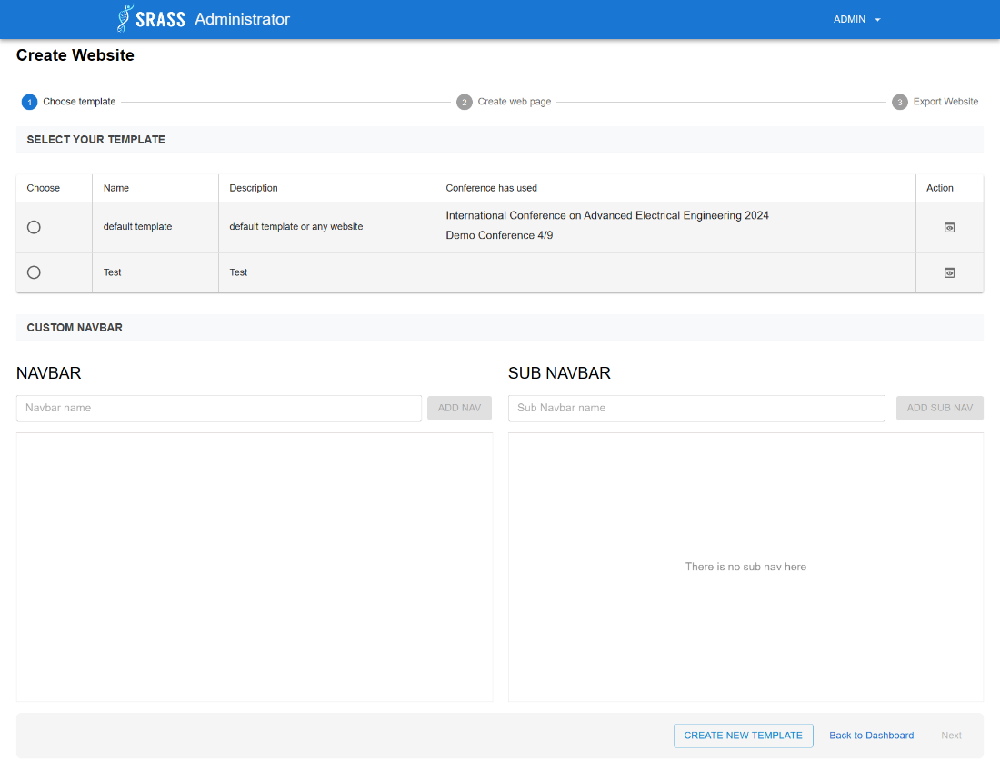 SRASS Administrator
ADMIN
Create Website
1 Choose template
2 Create web page
3 Export Website
SELECT YOUR TEMPLATE
Choose Name Description Conference has used Action
default template default template or any website International Conference on Advanced Electrical Engineering 2024
Demo Conference 4/9
Test Test
CUSTOM NAVBAR
NAVBAR
Navbar name ADD NAV
SUB NAVBAR
Sub Navbar name ADD SUB NAV
There is no sub nav here
CREATE NEW TEMPLATE Back to Dashboard Next